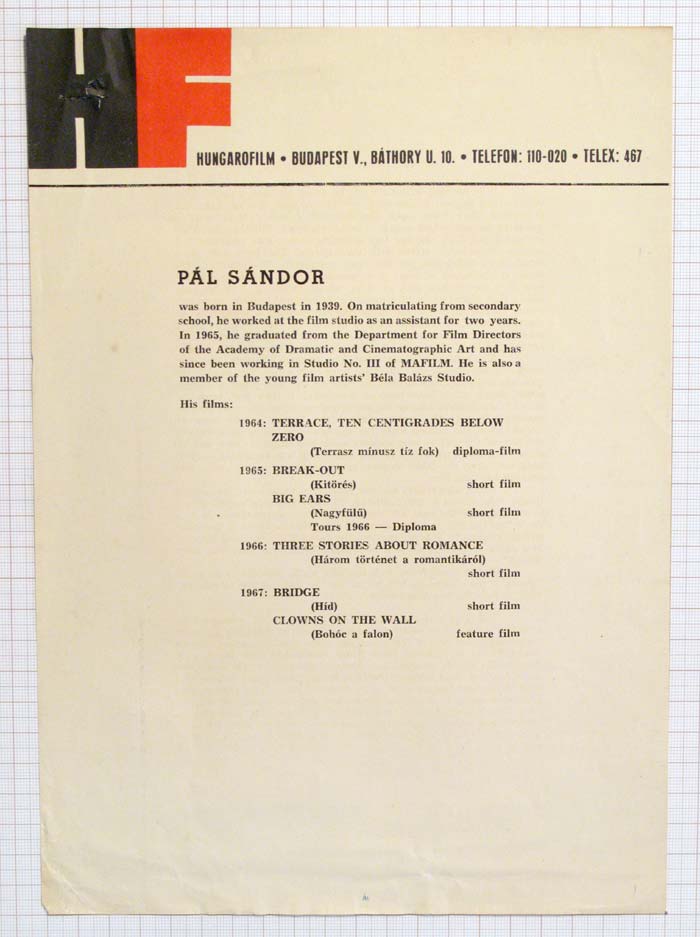 HF
HUNGAROFILM • BUDAPEST V., BÁTHORY U. 10. • TELEFON: 110-020 • TELEX: 467
PÁL SÁNDOR
was born in Budapest in 1939. On matriculating from secondary
school, he worked at the film studio as an assistant for two years.
In 1965, he graduated from the Department for Film Directors
of the Academy of Dramatic and Cinematographic Art and has
since been working in Studio No. III of MAFILM. He is also a
member of the young film artists' Béla Balázs Studio.
His films:
1964: TERRACE, TEN CENTIGRADES BELOW
ZERO
(Terrasz mínusz tíz fok) diploma-film
1965: BREAK-OUT
(Kitörés) short film
BIG EARS
(Nagyfülű) short film
Tours 1966 — Diploma
1966: THREE STORIES ABOUT ROMANCE
(Három történet a romantikáról)
short film
1967: BRIDGE
(Híd) short film
CLOWNS ON THE WALL
(Bohóc a falon) feature film